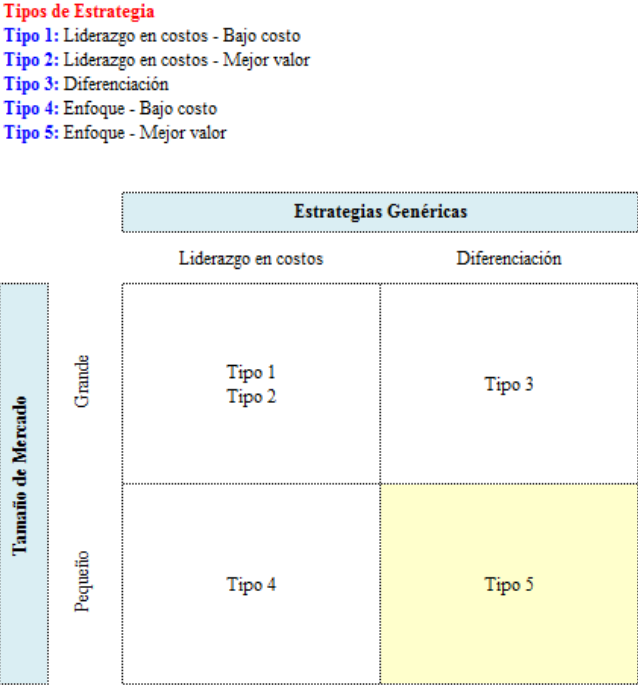 Tipos de Estrategia
Tipo 1: Liderazgo en costos - Bajo costo
Tipo 2: Liderazgo en costos - Mejor valor
Tipo 3: Diferenciación
Tipo 4: Enfoque - Bajo costo
Tipo 5: Enfoque - Mejor valor
Estrategias Genéricas
Liderazgo en costos
Diferenciación
Tamaño de Mercado
Grande
Tipo 1
Tipo 2
Tipo 3
Pequeño
Tipo 4
Tipo 5